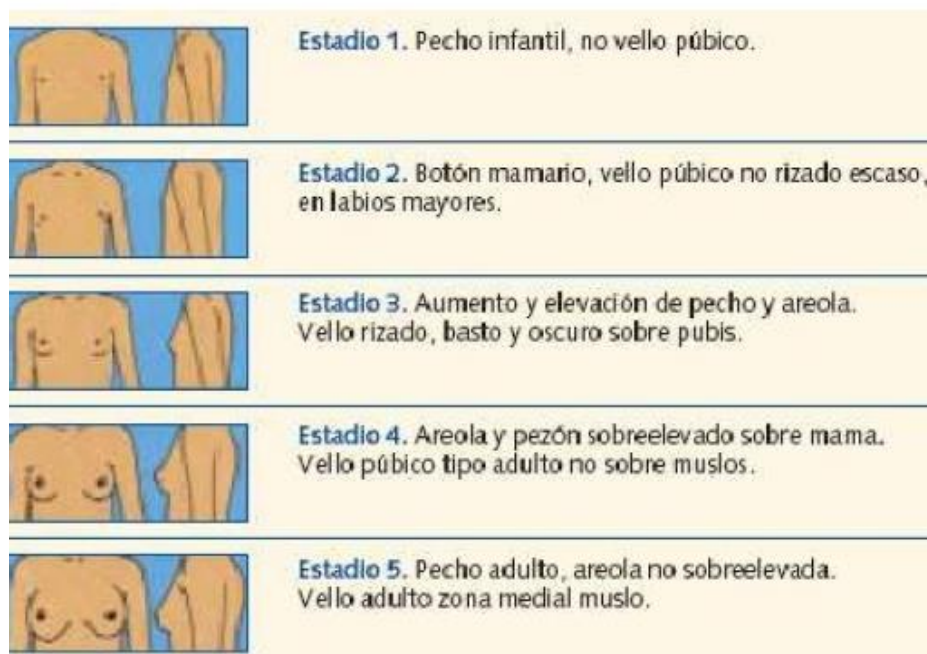 Estadio 1. Pecho infantil, no vello púbico.
Estadio 2. Botón mamario, vello púbico no rizado escaso,
en labios mayores.
Estadio 3. Aumento y elevación de pecho y areola.
Vello rizado, basto y oscuro sobre pubis.
Estadio 4. Areola y pezón sobreelevado sobre mama.
Vello púbico tipo adulto no sobre muslos.
Estadio 5. Pecho adulto, areola no sobreelevada.
Vello adulto zona medial muslo.